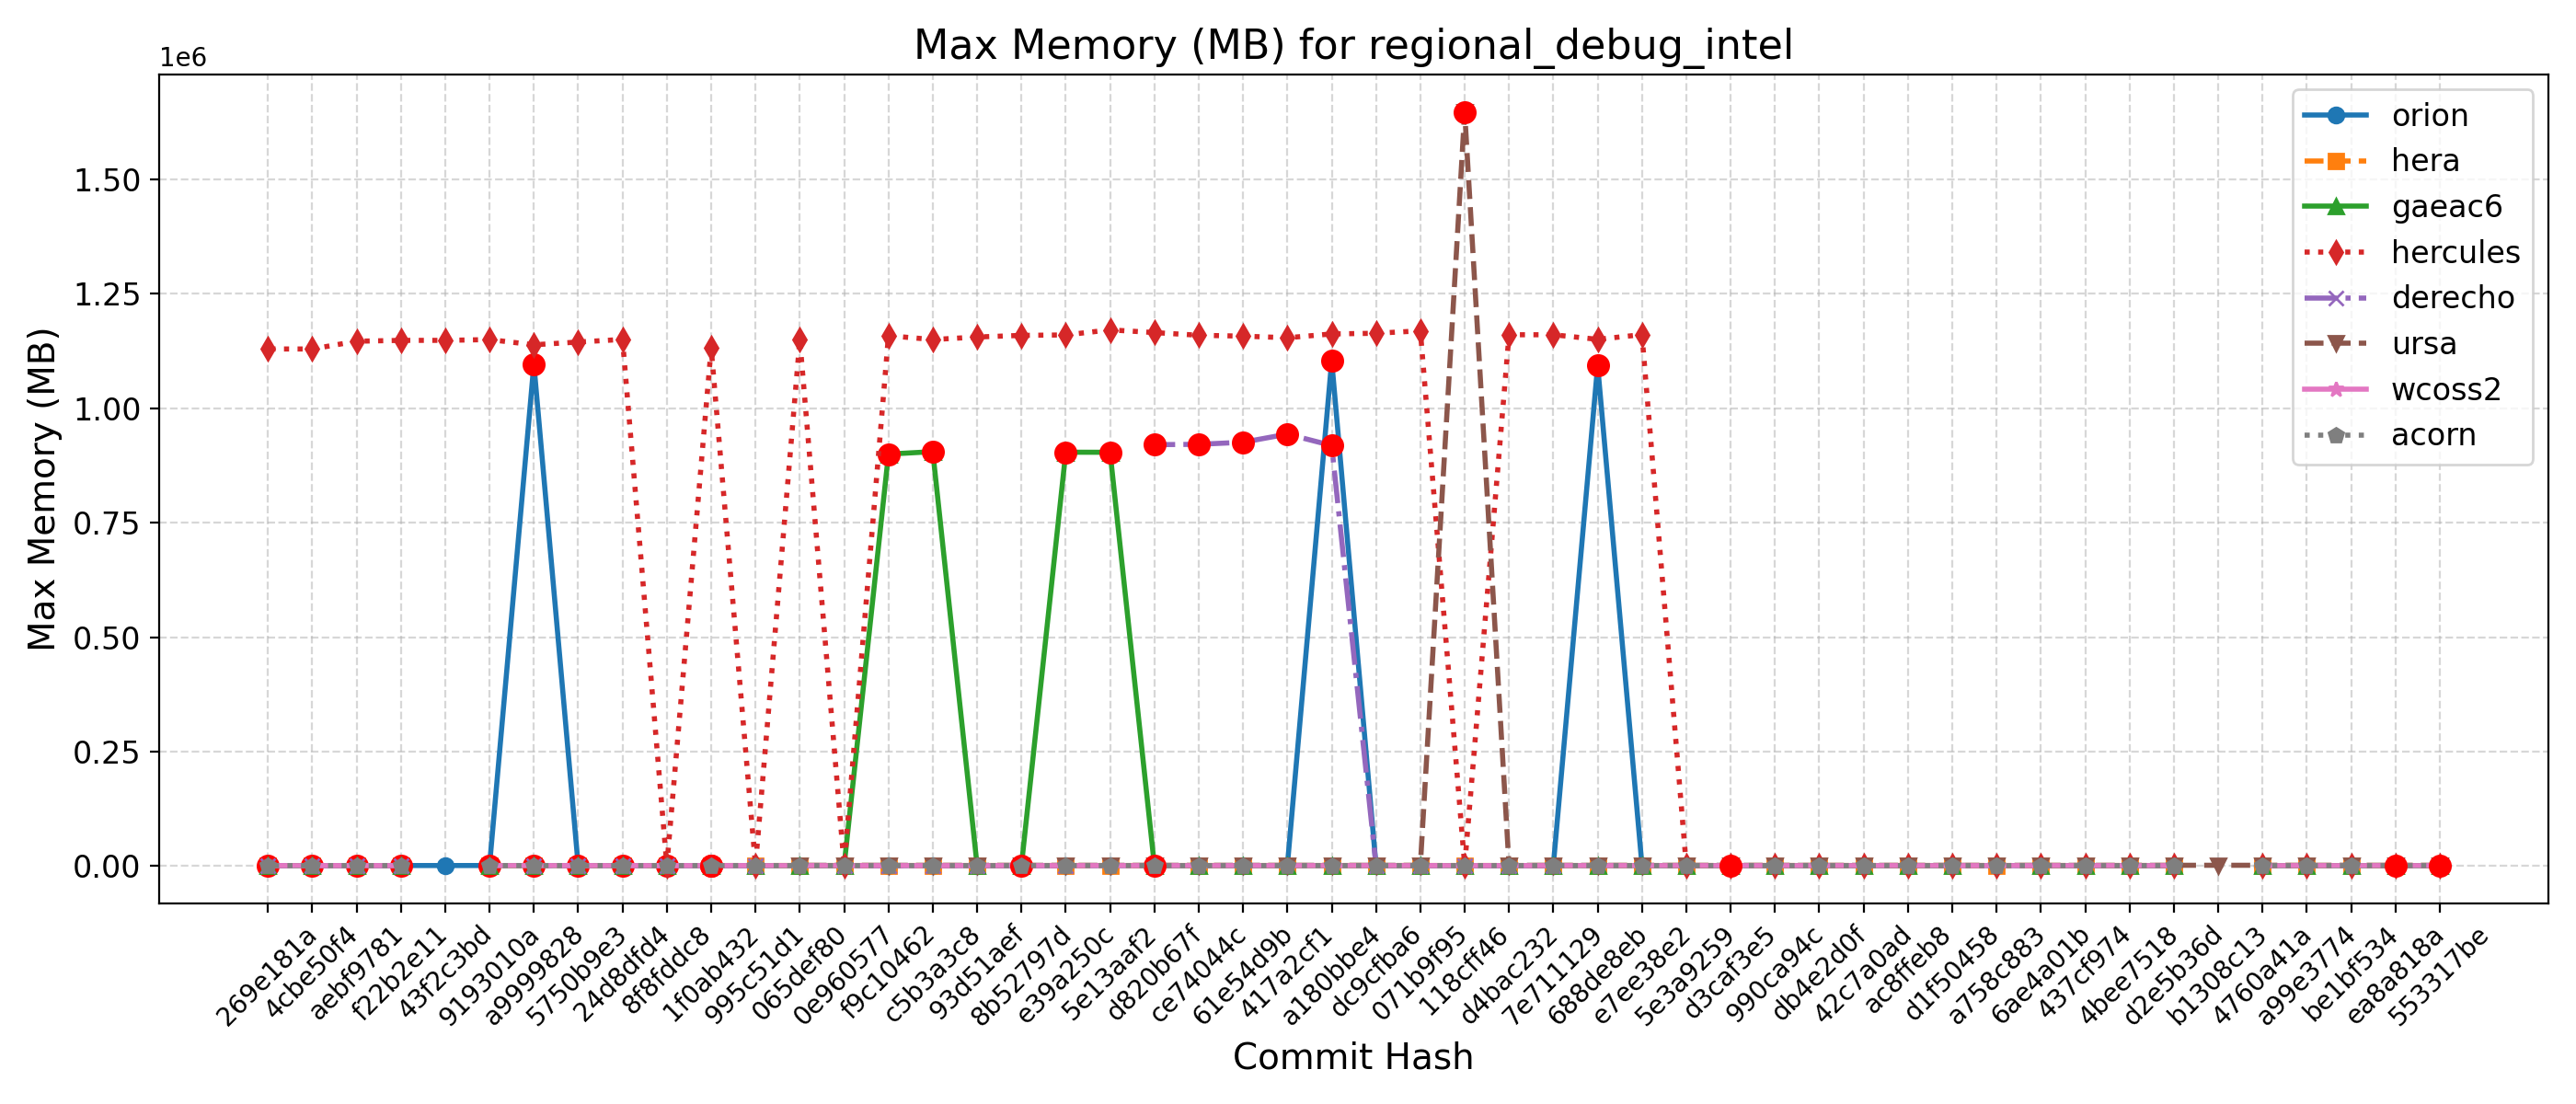 Max Memory (MB) for regional_debug_intel
1e6
1.50
1.25
1.00
0.75
0.50
0.25
0.00
Max Memory (MB)
orion
hera
gaeac6
hercules
derecho
ursa
wcoss2
acorn
269e181a
4cbe50f4
aebf9781
f22b2e11
43f2c3bd
9193010a
a9999828
5750b9e3
24d8dfd4
8f8fddc8
1f0ab432
995c51d1
065def80
0e960577
f9c10462
c5b3a3c8
93d51aef
8b52797d
e39a250c
5e13aaf2
d820b67f
ce74044c
61e54d9b
417a2cf1
a180bbe4
dc9cfba6
071b9f95
118cff46
d4bac232
7e711129
688de8eb
e7ee38e2
5e3a9259
d3caf3e5
990ca94c
db4e2d0f
42c7a0ad
ac8ffeb8
d1f50458
a758c883
6ae4a01b
437cf974
4bee7518
d2e5b36d
b1308c13
4760a41a
a99e3774
be1bf534
ea8a818a
553317be
Commit Hash